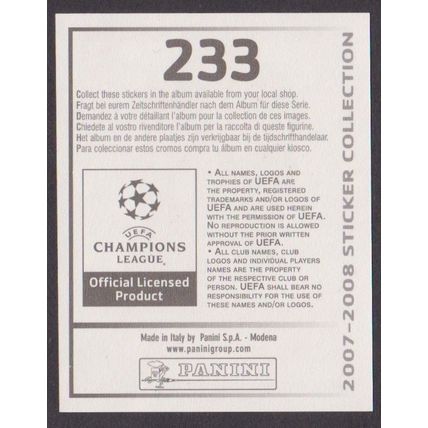 233
Collect these stickers in the album available from your local shop.
Fragt bei eurem Zeitschriftenhändler nach dem Album für diese Serie.
Demandez à votre détaillant l'album pour la collection de ces images.
Chiedete al vostro rivenditore l'album per la raccolta di queste figurine.
Het album en de andere plaatjes zijn verkrijgbaar bij de tijdschriftenhandelaar.
Para coleccionar estos cromos compra tu álbum en cualquier kiosco.
UEFA
CHAMPIONS
LEAGUE
Official Licensed
Product
• ALL NAMES, LOGOS AND
TROPHIES OF UEFA ARE
THE PROPERTY, REGISTERED
TRADEMARKS AND/OR LOGOS OF
UEFA AND ARE USED HEREIN
WITH THE PERMISSION OF UEFA.
NO REPRODUCTION IS ALLOWED
WITHOUT THE PRIOR WRITTEN
APPROVAL OF UEFA.
• ALL CLUB NAMES, CLUB
LOGOS AND INDIVIDUAL PLAYERS
NAMES ARE THE PROPERTY
OF THE RESPECTIVE CLUB OR
PERSON. UEFA SHALL BEAR NO
RESPONSIBILITY FOR THE USE OF
THESE NAMES AND/OR LOGOS.
Made in Italy by Panini S.p.A. - Modena
www.paninigroup.com
PANINI
2007-2008 STICKER COLLECTION